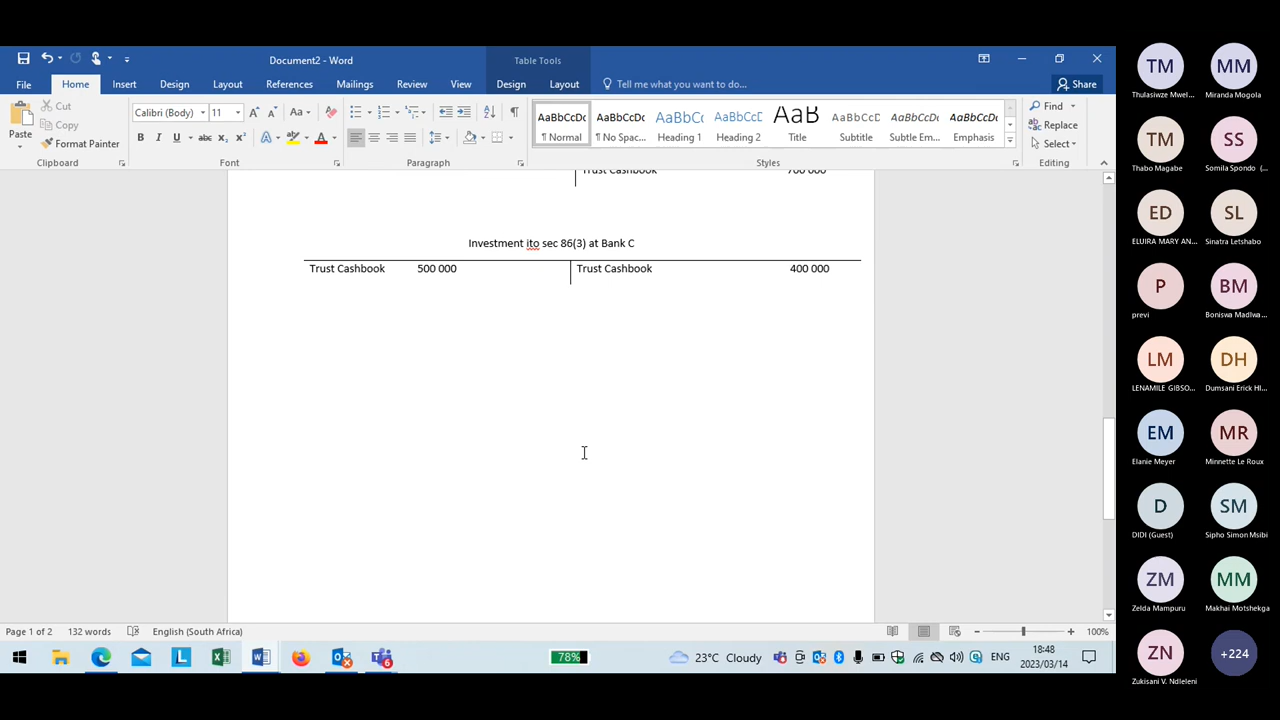 Document2 - Word
Table Tools
File Home Insert Design Layout References Mailings Review View Design Layout Tell me what you want to do... Share
Paste
Cut
Copy
Format Painter
Clipboard
Calibri (Body) 11
Font
Paragraph
AaBbCcDc AaBbCcDc AaBbCc AaBbCcD AaB AaBbCcD AaBbCcDc AaBbCcDc
¶ Normal ¶ No Spac... Heading 1 Heading 2 Title Subtitle Subtle Em... Emphasis
Styles
Find
Replace
Select
Editing
Trust Cashbook 700 000
Investment ito sec 86(3) at Bank C
Trust Cashbook 500 000 Trust Cashbook 400 000
Page 1 of 2 132 words English (South Africa) 100%
78%
23°C Cloudy
ENG
18:48
2023/03/14
TM
Thulasiwze Mwel...
MM
Miranda Mogola
TM
Thabo Magabe
SS
Somila Spondo (...
ED
ELUIRA MARY AN...
SL
Sinatra Letshabo
P
previ
BM
Boniswa Madlwa...
LM
LENAMILE GIBSO...
DH
Dumsani Erick Hl...
EM
Elanie Meyer
MR
Minnette Le Roux
D
DIDI (Guest)
SM
Sipho Simon Msibi
ZM
Zelda Mampuru
MM
Makhai Motshekga
ZN
Zukisani V. Ndleleni
+224